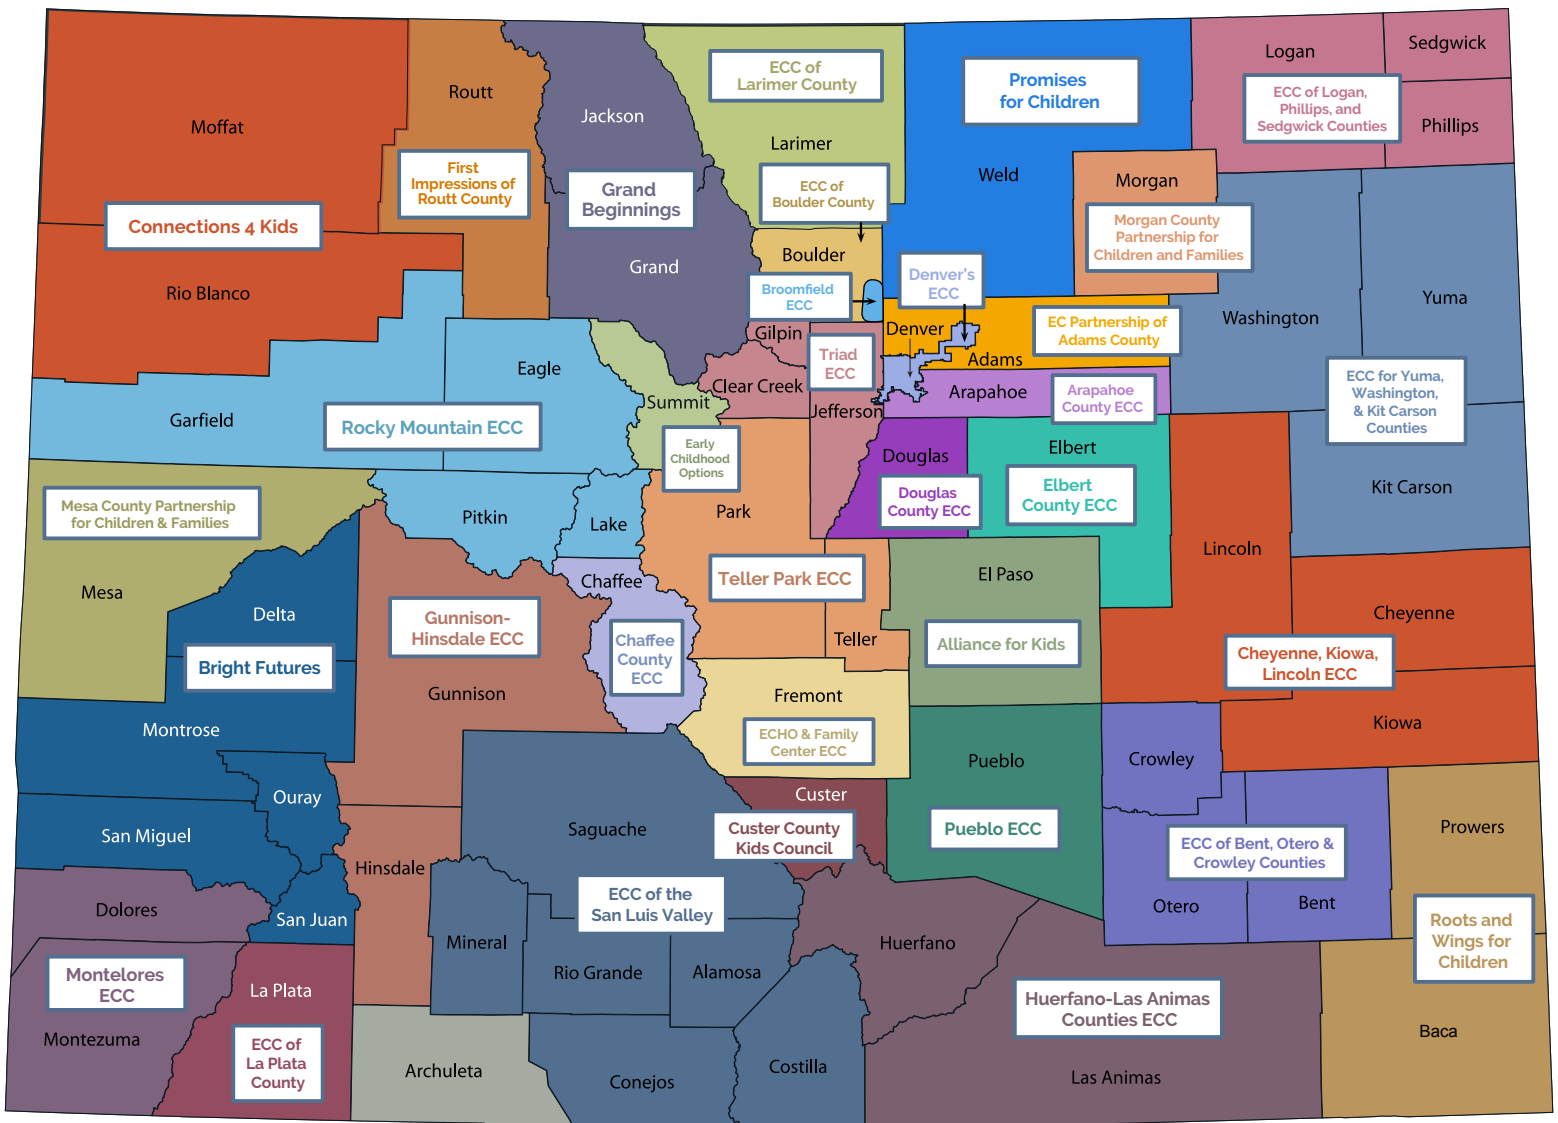 Moffat
Connections 4 Kids
Rio Blanco
Routt
First
Impressions of
Routt County
Jackson
Grand
Beginnings
Grand
ECC of
Larimer County
Larimer
ECC of
Boulder County
Boulder
Broomfield
ECC
Promises
for Children
Weld
Denver's
ECC
Denver
Logan
Sedgwick
ECC of Logan,
Phillips, and
Sedgwick Counties
Phillips
Morgan
Morgan County
Partnership for
Children and Families
Washington
Yuma
ECC for Yuma,
Washington,
& Kit Carson
Counties
Kit Carson
EC Partnership of
Adams County
Adams
Arapahoe
Arapahoe
County ECC
Gilpin
Triad
ECC
Clear Creek
Jefferson
Eagle
Garfield
Rocky Mountain ECC
Summit
Early
Childhood
Options
Douglas
Douglas
County ECC
Elbert
Elbert
County ECC
Lincoln
Mesa County Partnership
for Children & Families
Mesa
Pitkin
Lake
Park
Teller Park ECC
Teller
El Paso
Alliance for Kids
Cheyenne
Cheyenne, Kiowa,
Lincoln ECC
Kiowa
Delta
Bright Futures
Montrose
Gunnison-
Hinsdale ECC
Gunnison
Chaffee
Chaffee
County
ECC
Fremont
ECHO & Family
Center ECC
Pueblo
Pueblo ECC
Crowley
ECC of Bent, Otero &
Crowley Counties
Otero
Bent
Prowers
Roots and
Wings for
Children
Baca
Ouray
San Miguel
San Juan
Hinsdale
Saguache
Custer
Custer County
Kids Council
ECC of the
San Luis Valley
Mineral
Rio Grande
Alamosa
Huerfano
Huerfano-Las Animas
Counties ECC
Las Animas
Dolores
Montelores
ECC
Montezuma
La Plata
ECC of
La Plata
County
Archuleta
Conejos
Costilla